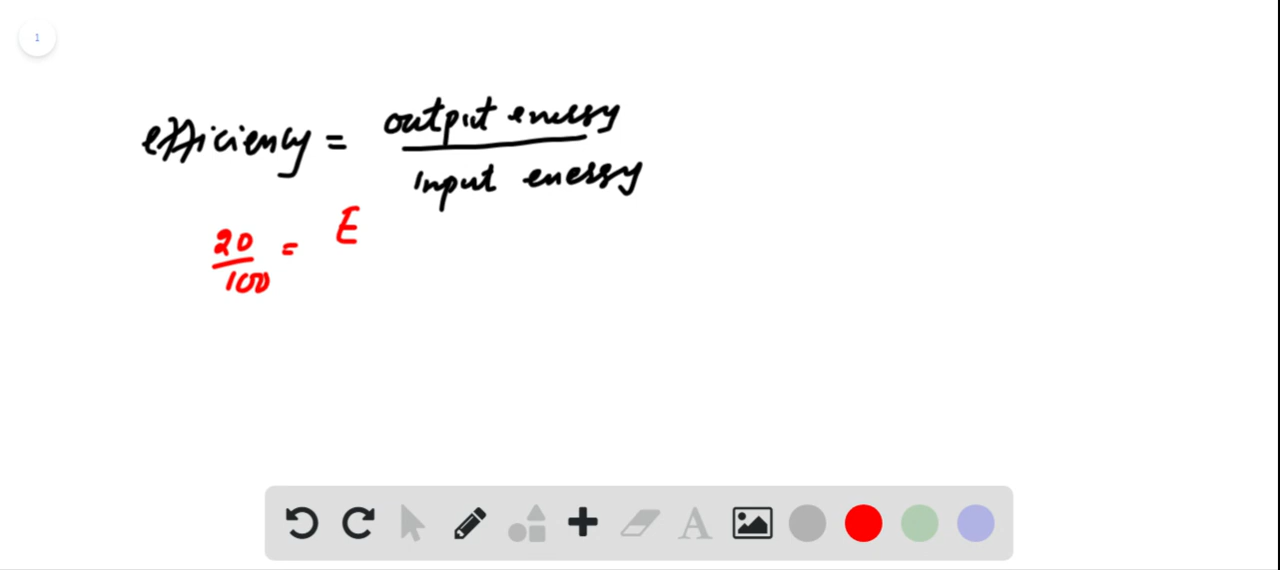 1
efficiency = output energy / input energy
20/100 = E
A